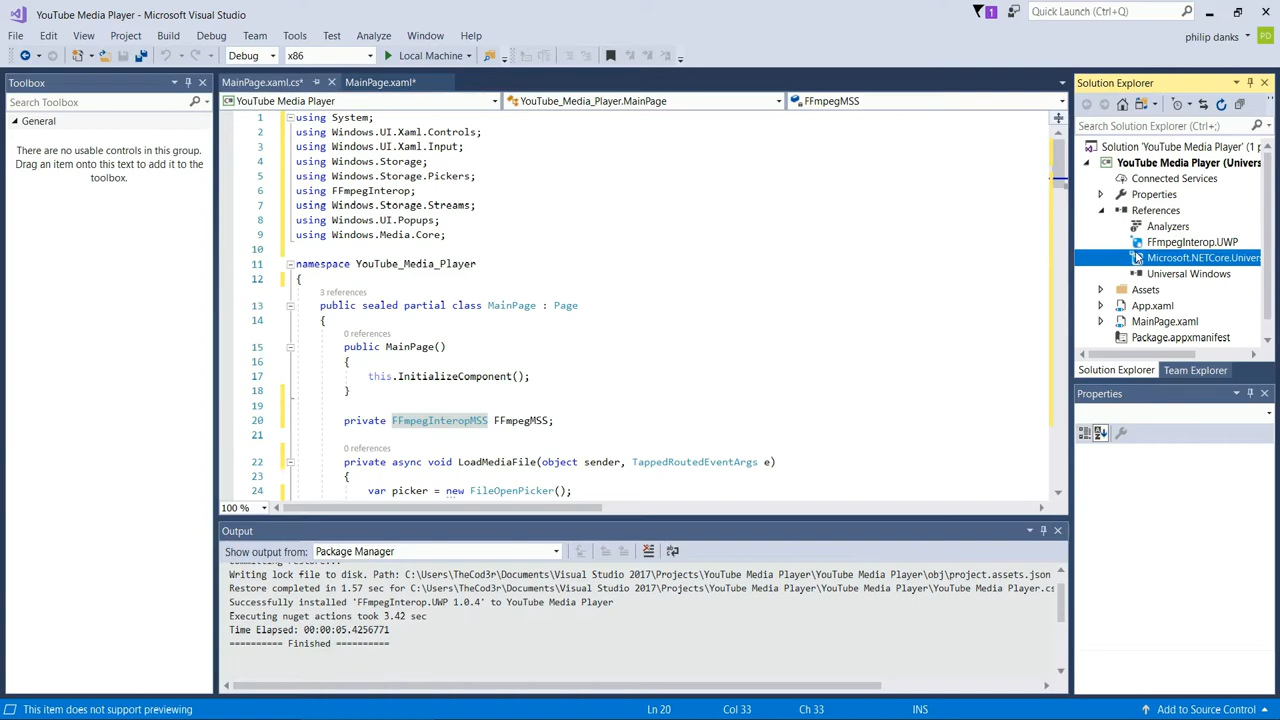 YouTube Media Player - Microsoft Visual Studio
1
Quick Launch (Ctrl+Q)
File Edit View Project Build Debug Team Tools Test Analyze Window Help
philip danks
PD
Debug x86 Local Machine
Toolbox
Search Toolbox
General
There are no usable controls in this group.
Drag an item onto this text to add it to the
toolbox.
MainPage.xaml.cs* MainPage.xaml*
YouTube Media Player YouTube_Media_Player.MainPage FFmpegMSS
1 using System;
2 using Windows.UI.Xaml.Controls;
3 using Windows.UI.Xaml.Input;
4 using Windows.Storage;
5 using Windows.Storage.Pickers;
6 using FFmpegInterop;
7 using Windows.Storage.Streams;
8 using Windows.UI.Popups;
9 using Windows.Media.Core;
10
11 namespace YouTube_Media_Player
12 {
3 references
13 public sealed partial class MainPage : Page
14 {
0 references
15 public MainPage()
16 {
17 this.InitializeComponent();
18 }
19
20 private FFmpegInteropMSS FFmpegMSS;
21
0 references
22 private async void LoadMediaFile(object sender, TappedRoutedEventArgs e)
23 {
24 var picker = new FileOpenPicker();
100 %
Output
Show output from: Package Manager
Committing restore...
Writing lock file to disk. Path: C:\Users\TheCod3r\Documents\Visual Studio 2017\Projects\YouTube Media Player\YouTube Media Player\obj\project.assets.json
Restore completed in 1.57 sec for C:\Users\TheCod3r\Documents\Visual Studio 2017\Projects\YouTube Media Player\YouTube Media Player\YouTube Media Player.cs
Successfully installed 'FFmpegInterop.UWP 1.0.4' to YouTube Media Player
Executing nuget actions took 3.42 sec
Time Elapsed: 00:00:05.4256771
========== Finished ==========
Solution Explorer
Search Solution Explorer (Ctrl+;)
Solution 'YouTube Media Player' (1 p
YouTube Media Player (Univers
Connected Services
Properties
References
Analyzers
FFmpegInterop.UWP
Microsoft.NETCore.Univer
Universal Windows
Assets
App.xaml
MainPage.xaml
Package.appxmanifest
Solution Explorer Team Explorer
Properties
This item does not support previewing Ln 20 Col 33 Ch 33 INS Add to Source Control